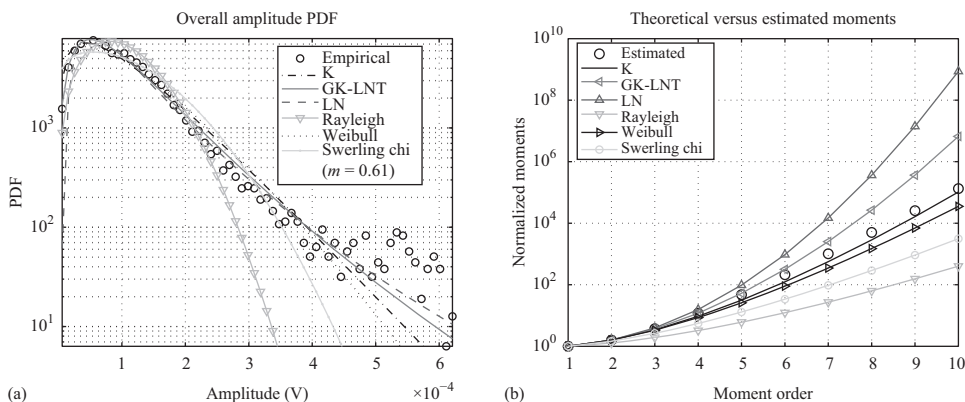 Overall amplitude PDF
Empirical
K
GK-LNT
LN
Rayleigh
Weibull
Swerling chi
(m = 0.61)
10³
10²
10¹
PDF
1 2 3 4 5 6
Amplitude (V)
×10⁻⁴
(a)
Theoretical versus estimated moments
Estimated
K
GK-LNT
LN
Rayleigh
Weibull
Swerling chi
10¹⁰
10⁸
10⁶
10⁴
10²
10⁰
Normalized moments
1 2 3 4 5 6 7 8 9 10
Moment order
(b)